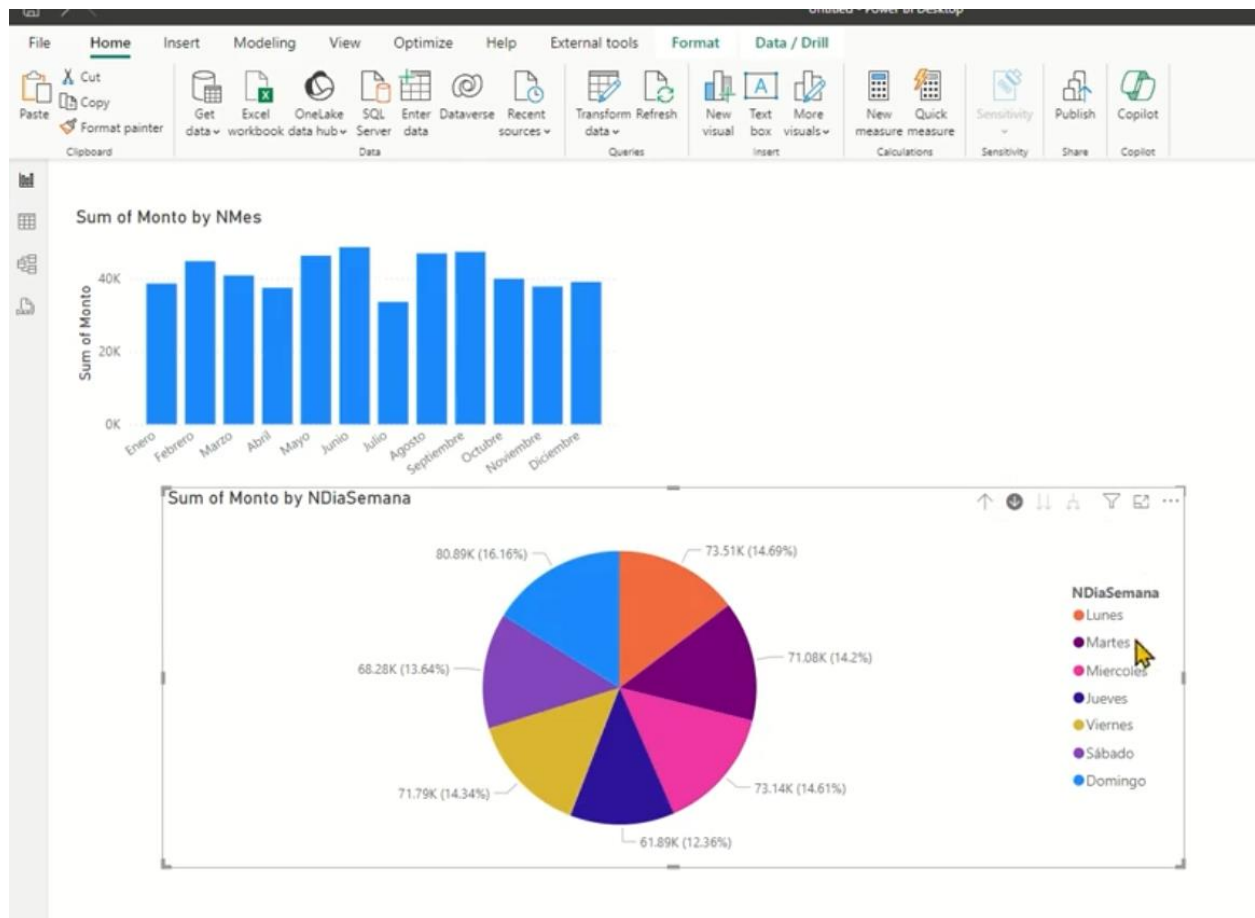 Untitled - Power BI Desktop
File Home Insert Modeling View Optimize Help External tools Format Data / Drill
Paste
Cut
Copy
Format painter
Clipboard
Get data
Excel workbook
OneLake data hub
SQL Server
Enter data
Dataverse
Recent sources
Data
Transform data
Refresh
Queries
New visual
Text box
More visuals
Insert
New measure
Quick measure
Calculations
Sensitivity
Sensitivity
Publish
Share
Copilot
Copilot
Sum of Monto by NMes
Sum of Monto
40K
20K
0K
Enero Febrero Marzo Abril Mayo Junio Julio Agosto Septiembre Octubre Noviembre Diciembre
Sum of Monto by NDiaSemana
80.89K (16.16%)
73.51K (14.69%)
68.28K (13.64%)
71.08K (14.2%)
71.79K (14.34%)
73.14K (14.61%)
61.89K (12.36%)
NDiaSemana
Lunes
Martes
Miercoles
Jueves
Viernes
Sábado
Domingo